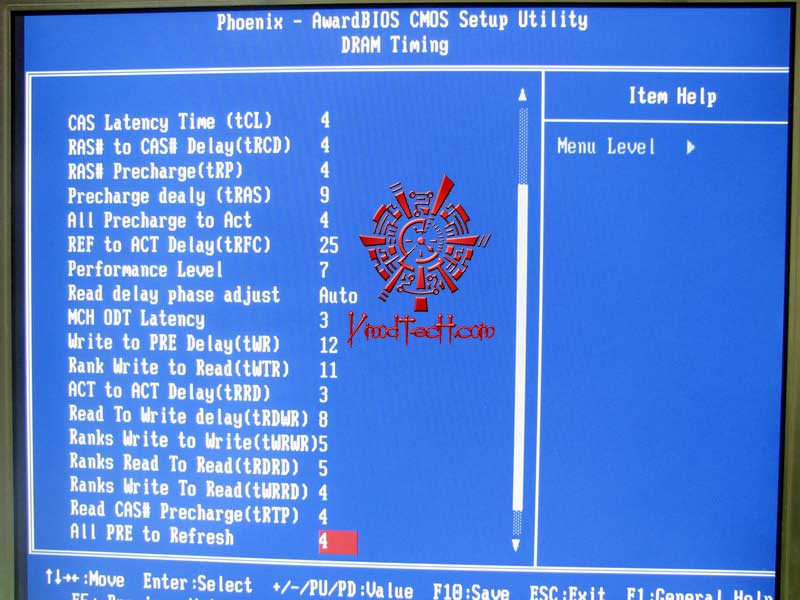 Phoenix - AwardBIOS CMOS Setup Utility
DRAM Timing
CAS Latency Time (tCL) 4
RAS# to CAS# Delay(tRCD) 4
RAS# Precharge(tRP) 4
Precharge dealy (tRAS) 9
All Precharge to Act 4
REF to ACT Delay(tRFC) 25
Performance Level 7
Read delay phase adjust Auto
MCH ODT Latency 3
Write to PRE Delay(tWR) 12
Rank Write to Read(tWTR) 11
ACT to ACT Delay(tRRD) 3
Read To Write delay(tRDWR) 8
Ranks Write to Write(tWRWR)5
Ranks Read To Read(tRDRD) 5
Ranks Write To Read(tWRRD) 4
Read CAS# Precharge(tRTP) 4
All PRE to Refresh 4
Item Help
Menu Level ►
VmodTech.com
↑↓→←:Move Enter:Select +/-/PU/PD:Value F10:Save ESC:Exit F1:General Help